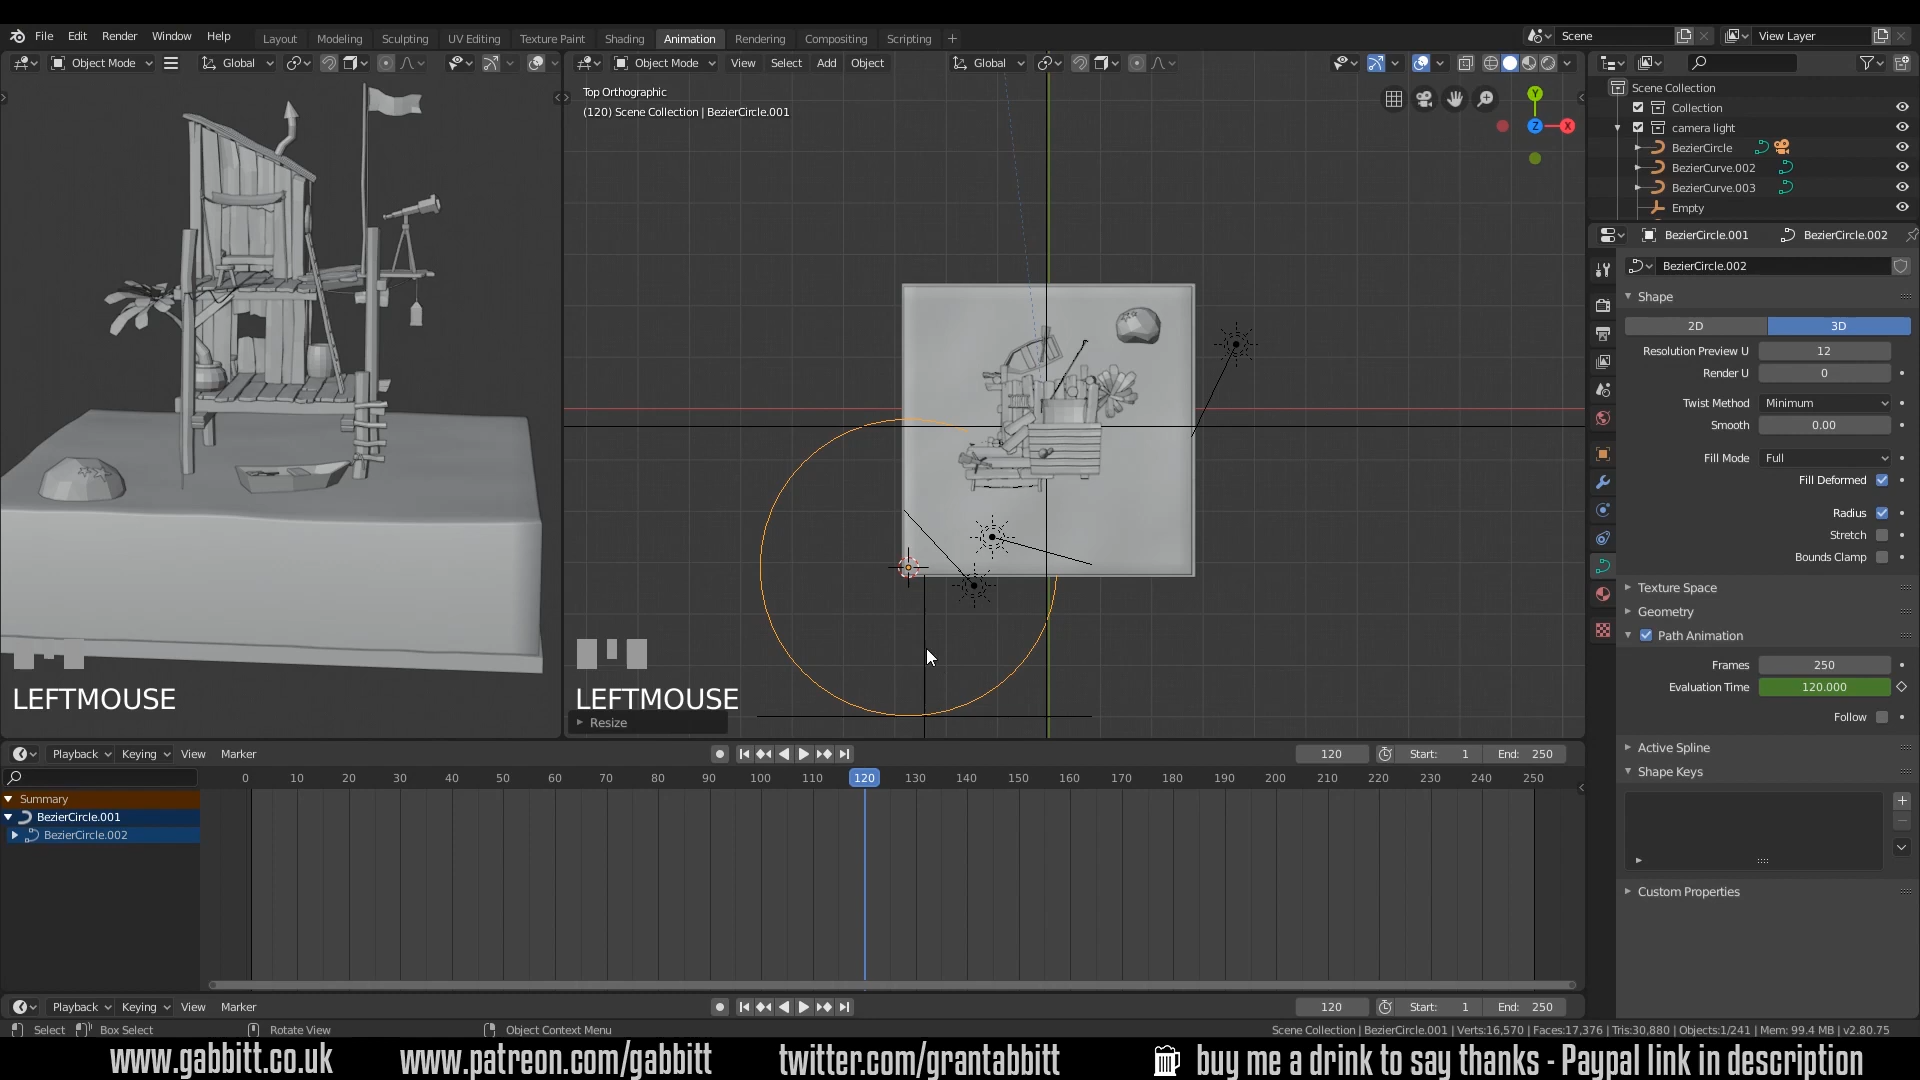 File Edit Render Window Help Layout Modeling Sculpting UV Editing Texture Paint Shading Animation Rendering Compositing Scripting Scene View Layer
Object Mode Global Object Mode View Select Add Object Global
Top Orthographic
(120) Scene Collection | BezierCircle.001
Y
Z
X
LEFTMOUSE
LEFTMOUSE
Resize
Scene Collection
Collection
camera light
BezierCircle
BezierCurve.002
BezierCurve.003
Empty
BezierCircle.001 BezierCircle.002
BezierCircle.002
Shape
2D 3D
Resolution Preview U 12
Render U 0
Twist Method Minimum
Smooth 0.00
Fill Mode Full
Fill Deformed
Radius
Stretch
Bounds Clamp
Texture Space
Geometry
Path Animation
Frames 250
Evaluation Time 120.000
Follow
Active Spline
Shape Keys
Custom Properties
Playback Keying View Marker 120 Start: 1 End: 250
0 10 20 30 40 50 60 70 80 90 100 110 120 130 140 150 160 170 180 190 200 210 220 230 240 250
Summary
BezierCircle.001
BezierCircle.002
Playback Keying View Marker 120 Start: 1 End: 250
Select Box Select Rotate View Object Context Menu Scene Collection | BezierCircle.001 | Verts:16,570 | Faces:17,376 | Tris:30,880 | Objects:1/241 | Mem: 99.4 MB | v2.80.75
www.gabbitt.co.uk www.patreon.com/gabbitt twitter.com/grantabbitt buy me a drink to say thanks - Paypal link in description